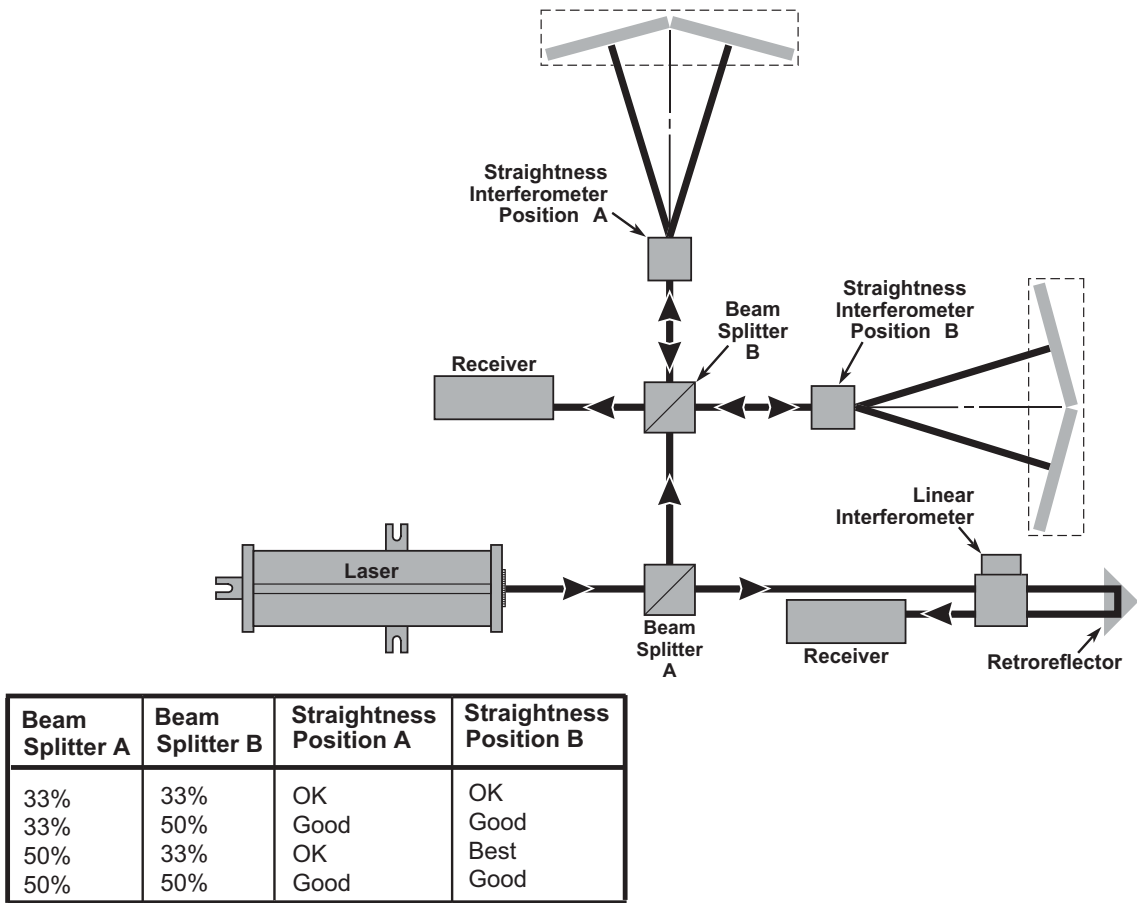 Straightness
Interferometer
Position A
Straightness
Interferometer
Position B
Beam
Splitter
B
Receiver
Linear
Interferometer
Laser
Beam
Splitter
A
Receiver
Retroreflector
Beam Splitter A | Beam Splitter B | Straightness Position A | Straightness Position B
33% 33% OK OK
33% 50% Good Good
50% 33% OK Best
50% 50% Good Good